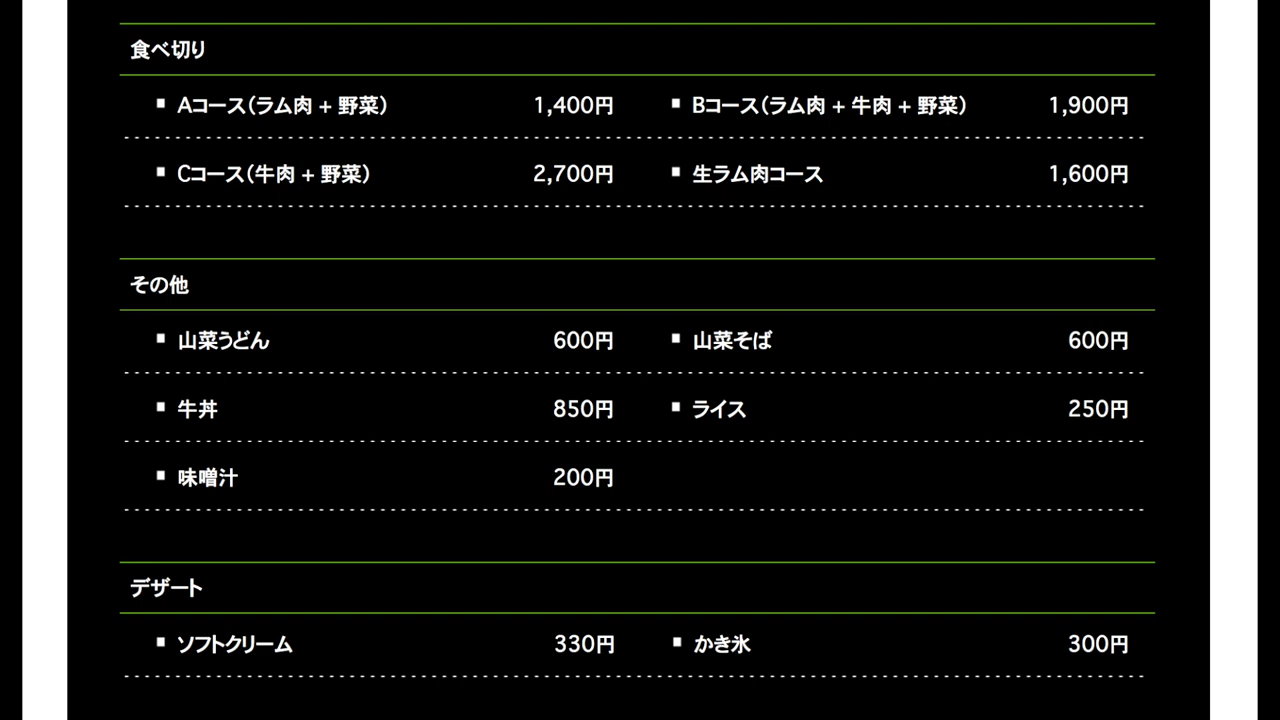 食べ切り
▪ Aコース（ラム肉 + 野菜） 1,400円 ▪ Bコース（ラム肉 + 牛肉 + 野菜） 1,900円
▪ Cコース（牛肉 + 野菜） 2,700円 ▪ 生ラム肉コース 1,600円
その他
▪ 山菜うどん 600円 ▪ 山菜そば 600円
▪ 牛丼 850円 ▪ ライス 250円
▪ 味噌汁 200円
デザート
▪ ソフトクリーム 330円 ▪ かき氷 300円